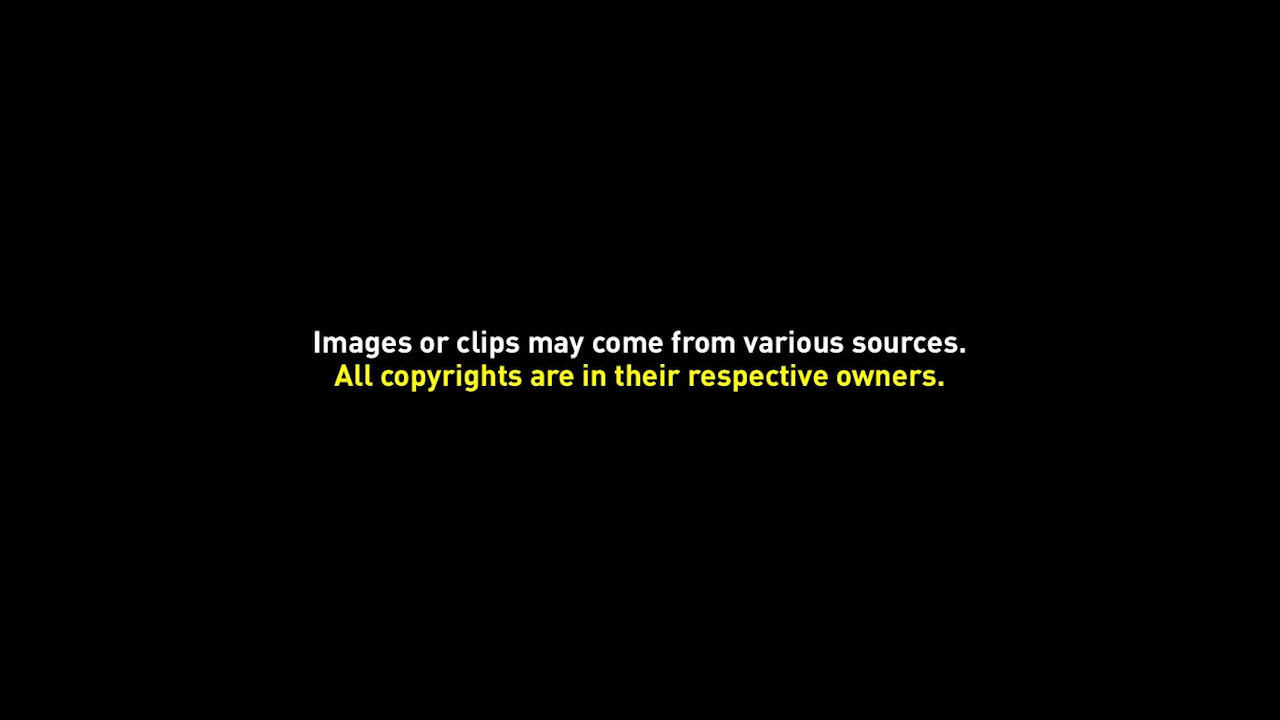 Images or clips may come from various sources.
All copyrights are in their respective owners.